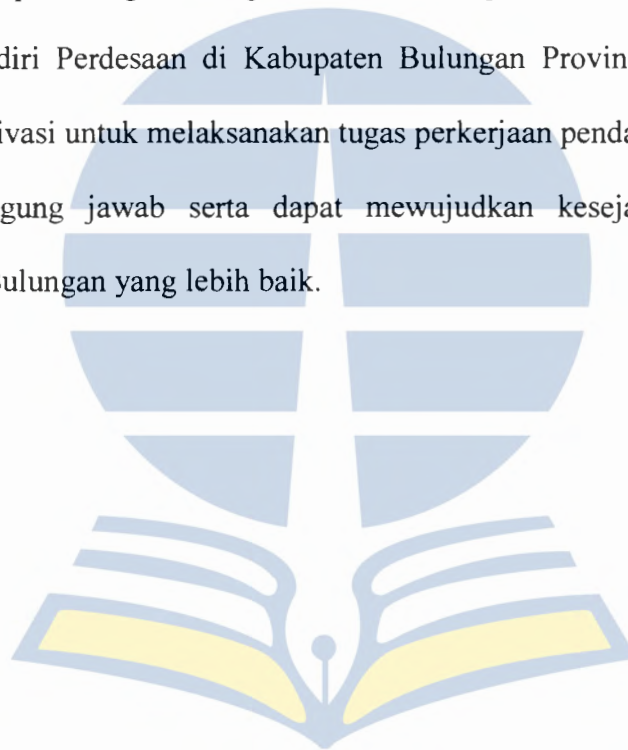 diri Perdesaan di Kabupaten Bulungan Provin
ivasi untuk melaksanakan tugas perkerjaan penda
gung jawab serta dapat mewujudkan kesej
ulungan yang lebih baik.